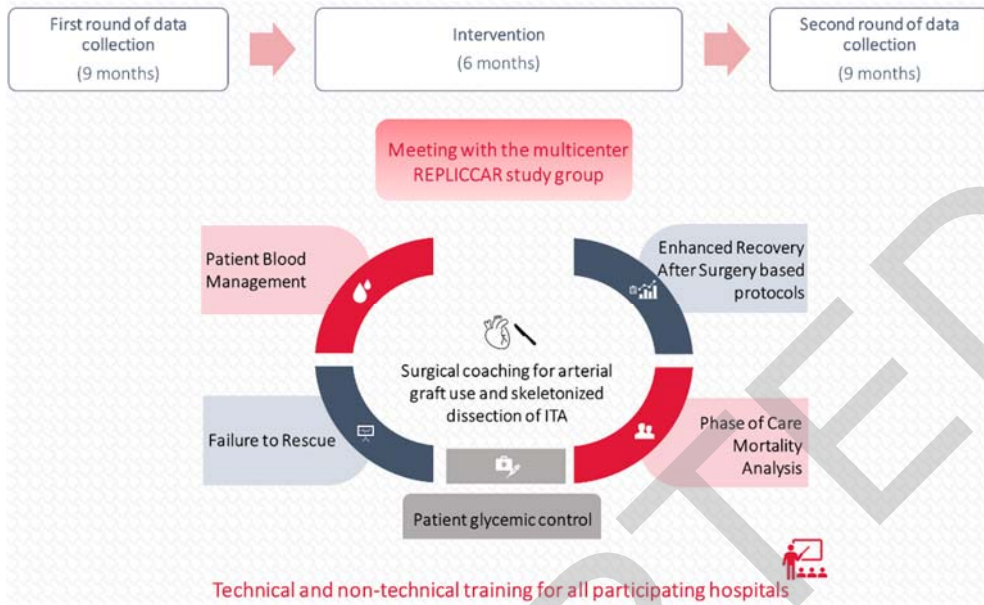 First round of data
collection
(9 months)
Intervention
(6 months)
Second round of data
collection
(9 months)
Meeting with the multicenter
REPLICCAR study group
Patient Blood
Management
Enhanced Recovery
After Surgery based
protocols
Surgical coaching for arterial
graft use and skeletonized
dissection of ITA
Failure to Rescue
Phase of Care
Mortality
Analysis
Patient glycemic control
Technical and non-technical training for all participating hospitals